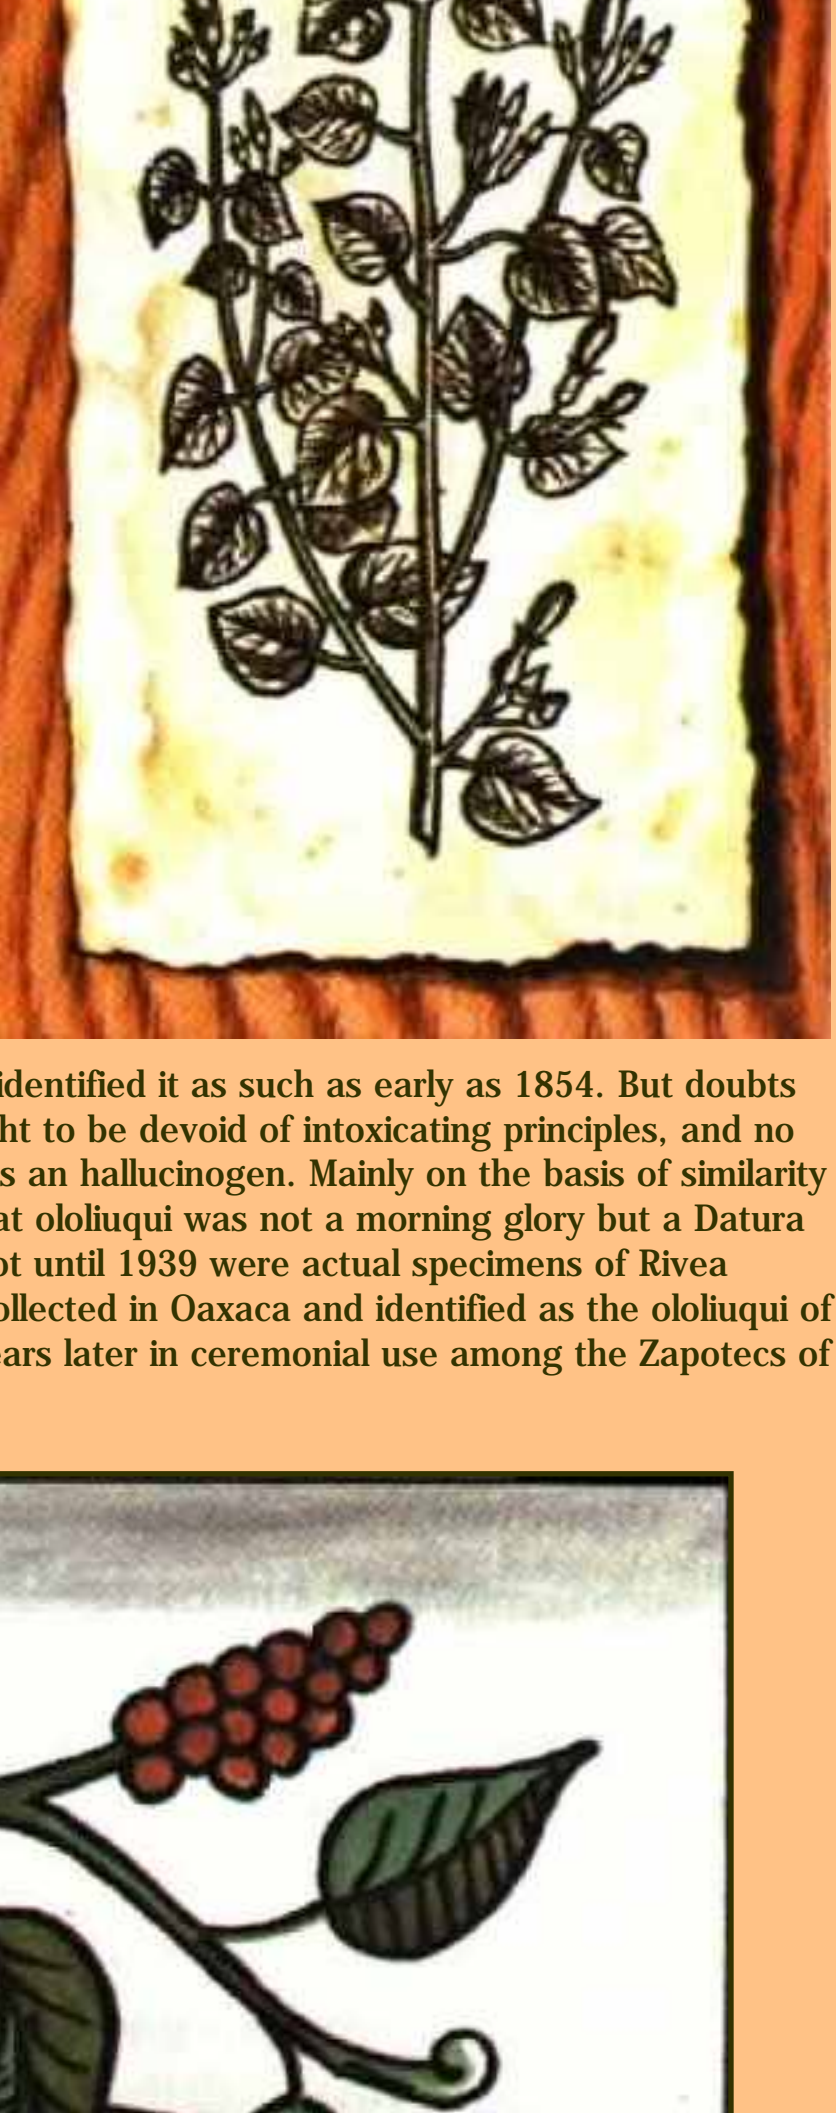 identified it as such as early as 1854. But doubts
ht to be devoid of intoxicating principles, and no
s an hallucinogen. Mainly on the basis of similarity
at ololiuqui was not a morning glory but a Datura
ot until 1939 were actual specimens of Rivea
ollected in Oaxaca and identified as the ololiuqui of
ears later in ceremonial use among the Zapotecs of